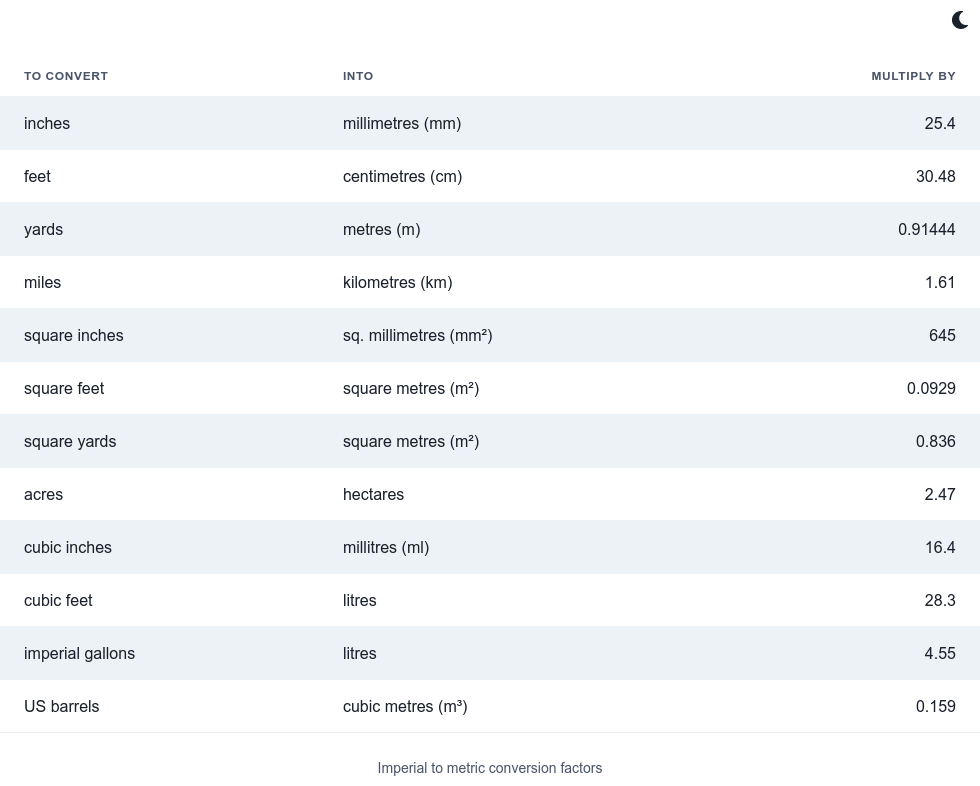 TO CONVERT INTO MULTIPLY BY
inches millimetres (mm) 25.4
feet centimetres (cm) 30.48
yards metres (m) 0.91444
miles kilometres (km) 1.61
square inches sq. millimetres (mm²) 645
square feet square metres (m²) 0.0929
square yards square metres (m²) 0.836
acres hectares 2.47
cubic inches millitres (ml) 16.4
cubic feet litres 28.3
imperial gallons litres 4.55
US barrels cubic metres (m³) 0.159
Imperial to metric conversion factors